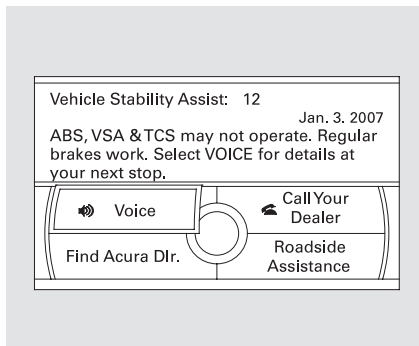 Vehicle Stability Assist: 12
Jan. 3. 2007
ABS, VSA & TCS may not operate. Regular
brakes work. Select VOICE for details at
your next stop.
Voice
Call Your
Dealer
Find Acura Dlr.
Roadside
Assistance